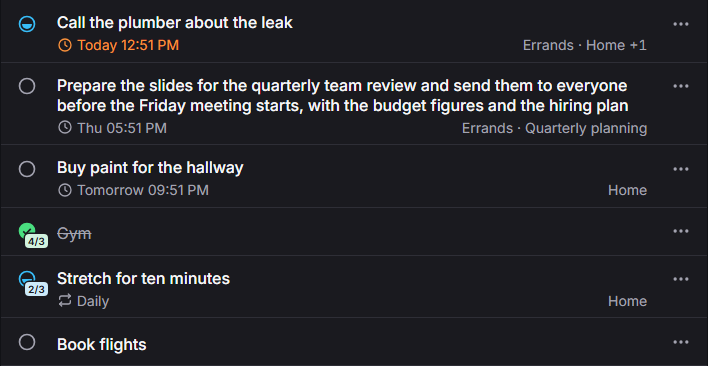 Call the plumber about the leak
Today 12:51 PM
Errands · Home +1
Prepare the slides for the quarterly team review and send them to everyone
before the Friday meeting starts, with the budget figures and the hiring plan
Thu 05:51 PM
Errands · Quarterly planning
Buy paint for the hallway
Tomorrow 09:51 PM
Home
Gym
4/3
Stretch for ten minutes
2/3
Daily
Home
Book flights